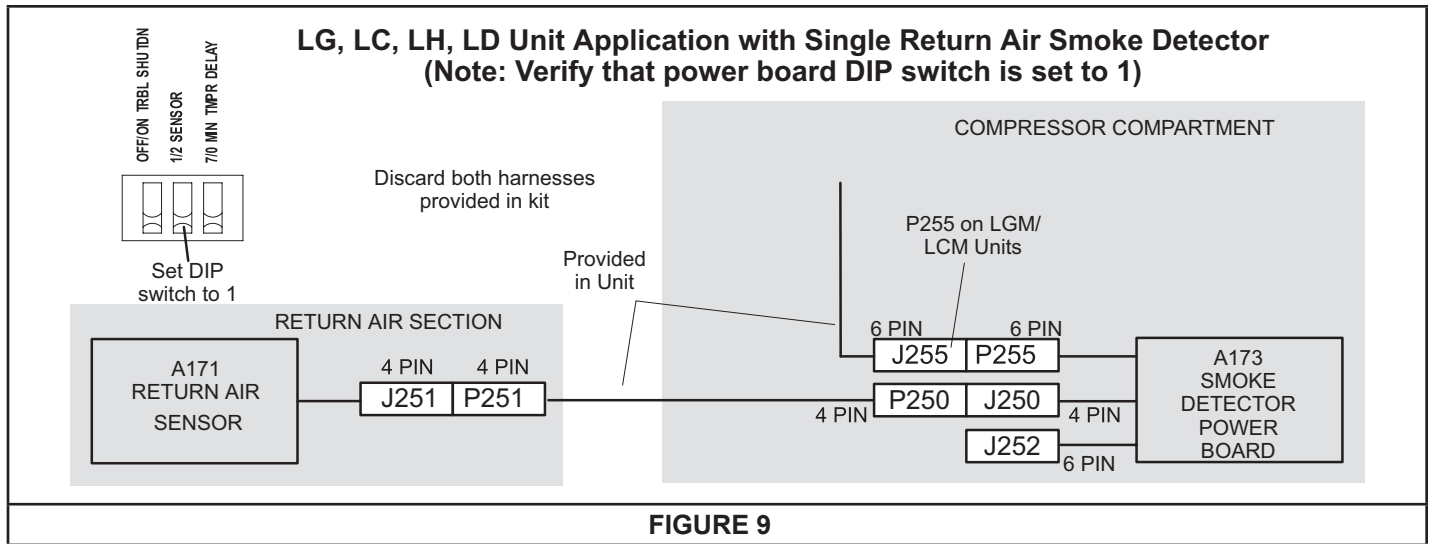 LG, LC, LH, LD Unit Application with Single Return Air Smoke Detector
(Note: Verify that power board DIP switch is set to 1)
OFF/ON TRBL SHUTDN
1/2 SENSOR
7/0 MIN TMPR DELAY
Set DIP
switch to 1
Discard both harnesses
provided in kit
Provided
in Unit
COMPRESSOR COMPARTMENT
P255 on LGM/
LCM Units
RETURN AIR SECTION
A171
RETURN AIR
SENSOR
4 PIN 4 PIN
J251 P251
6 PIN 6 PIN
J255 P255
4 PIN P250 J250 4 PIN
J252 6 PIN
A173
SMOKE
DETECTOR
POWER
BOARD
FIGURE 9